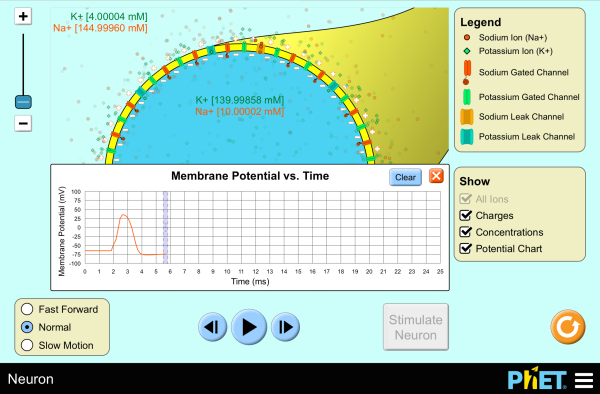 K+ [4.00004 mM]
Na+ [144.99960 mM]
K+ [139.99858 mM]
Na+ [10.00002 mM]
Legend
Sodium Ion (Na+)
Potassium Ion (K+)
Sodium Gated Channel
Potassium Gated Channel
Sodium Leak Channel
Potassium Leak Channel
Membrane Potential vs. Time
Clear
Membrane Potential (mV)
100
75
50
25
0
-25
-50
-75
-100
0 1 2 3 4 5 6 7 8 9 10 11 12 13 14 15 16 17 18 19 20 21 22 23 24 25
Time (ms)
Show
All Ions
Charges
Concentrations
Potential Chart
Fast Forward
Normal
Slow Motion
Stimulate
Neuron
Neuron
PhET